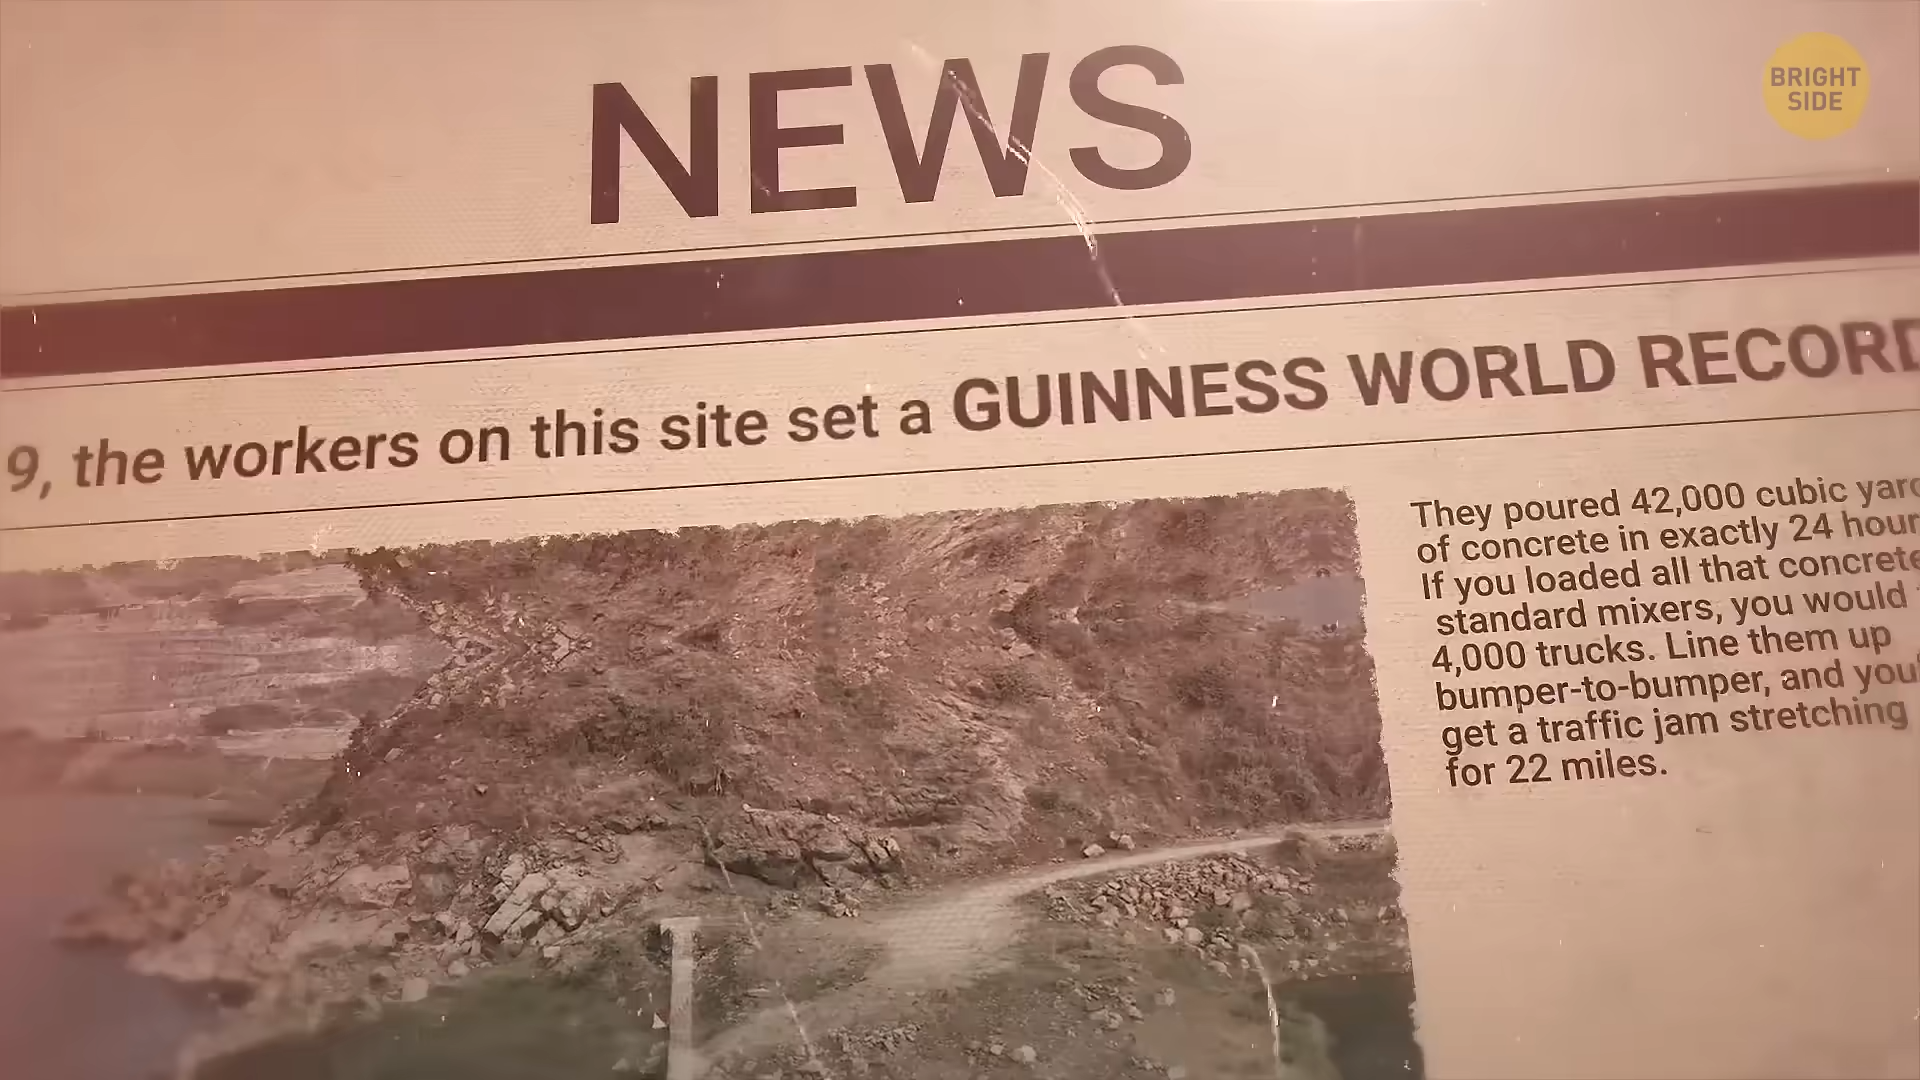 NEWS
BRIGHT
SIDE
9, the workers on this site set a GUINNESS WORLD RECORD
They poured 42,000 cubic
of concrete in exactly 24
If you loaded all that concrete
standard mixers, you would
4,000 trucks. Line them up
bumper-to-bumper, and
get a traffic jam stretching
for 22 miles.